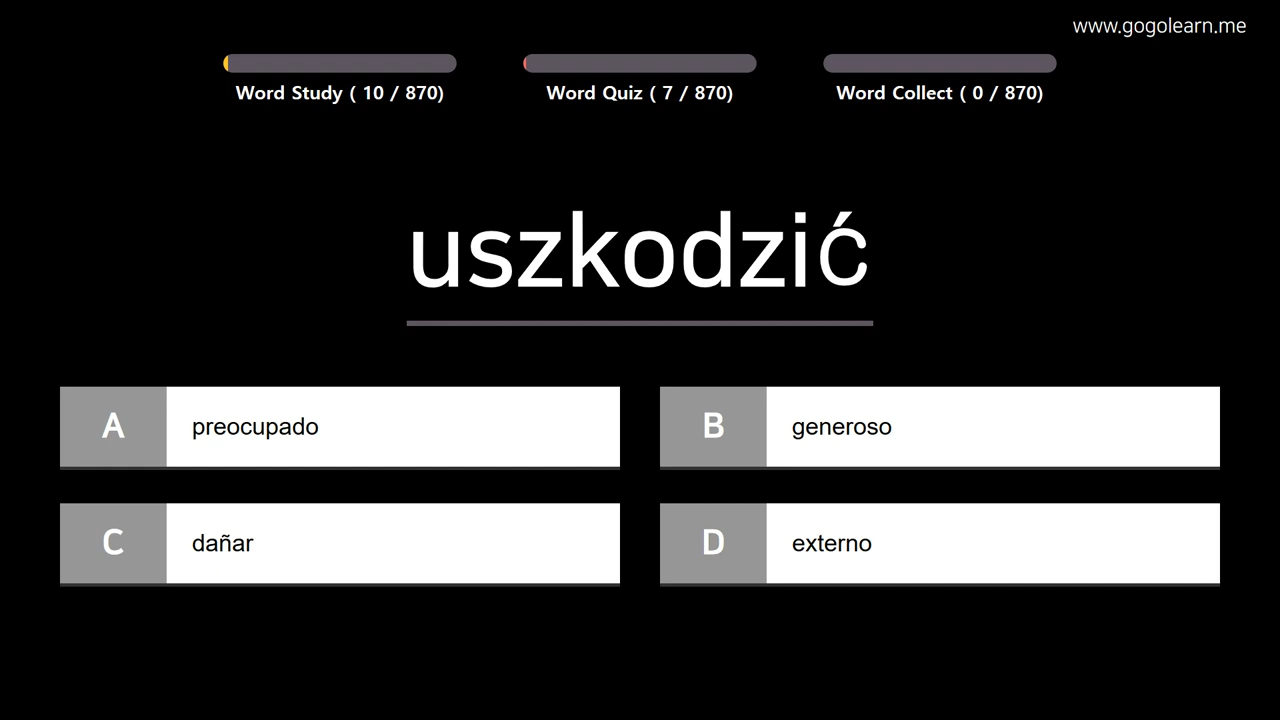 www.gogolearn.me
Word Study ( 10 / 870)
Word Quiz ( 7 / 870)
Word Collect ( 0 / 870)
uszkodzić
A preocupado
B generoso
C dañar
D externo